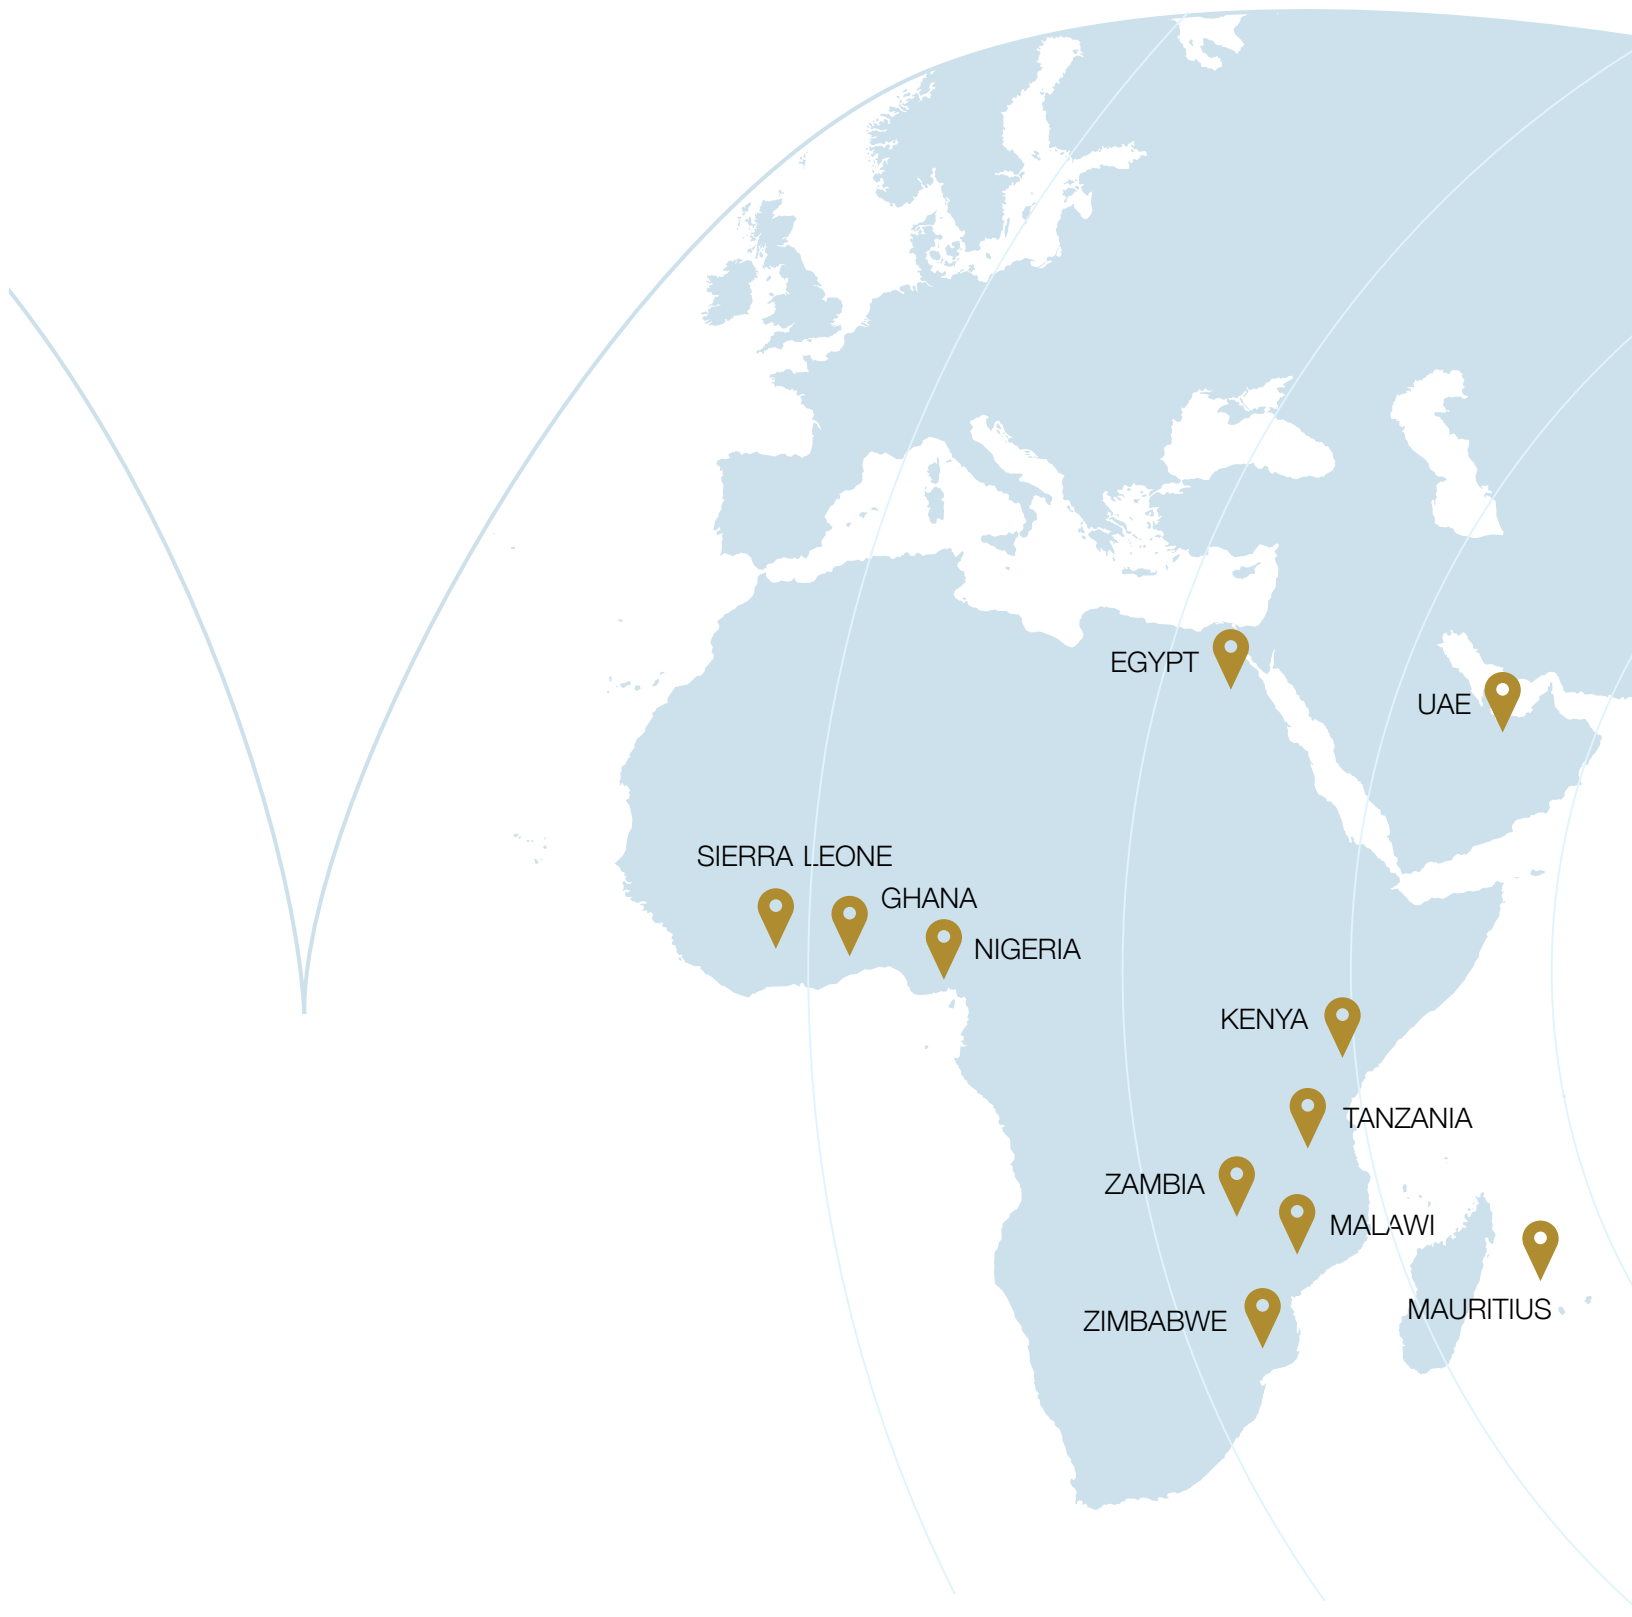 EGYPT
UAE
SIERRA LEONE
GHANA
NIGERIA
KENYA
TANZANIA
ZAMBIA
MALAWI
MAURITIUS
ZIMBABWE